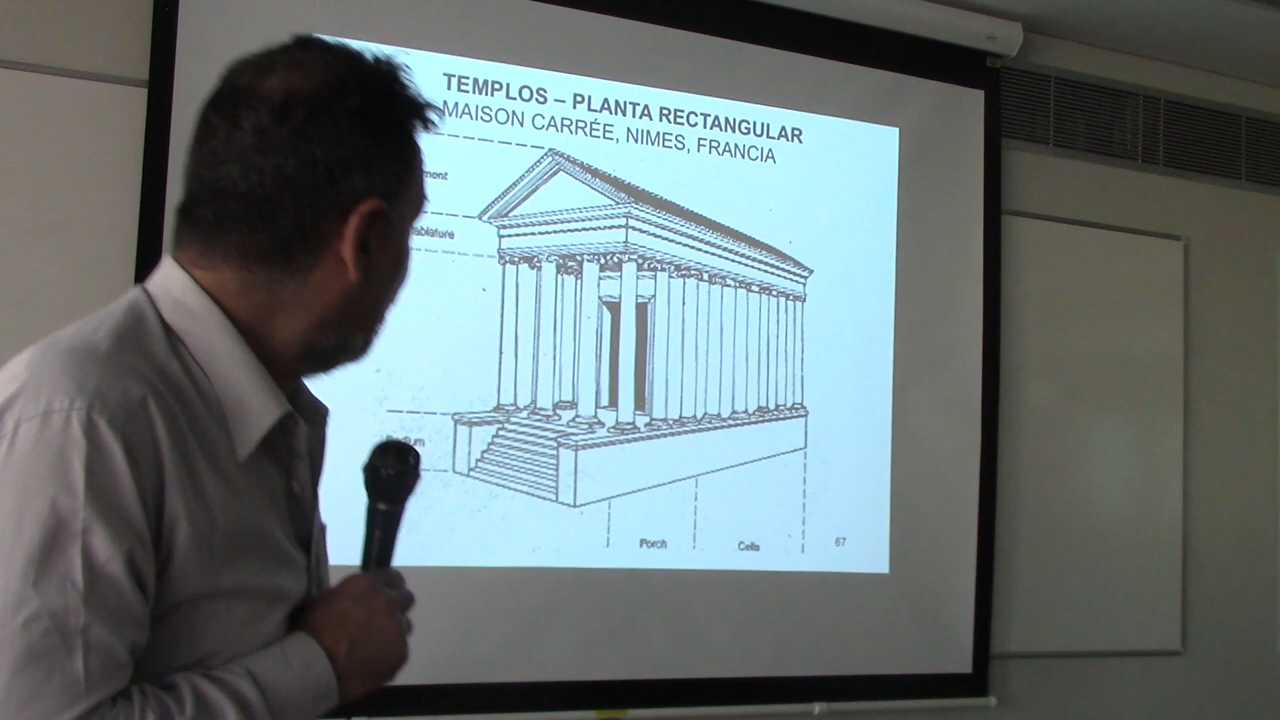 TEMPLOS – PLANTA RECTANGULAR
MAISON CARRÉE, NIMES, FRANCIA
Porch
Cella
67